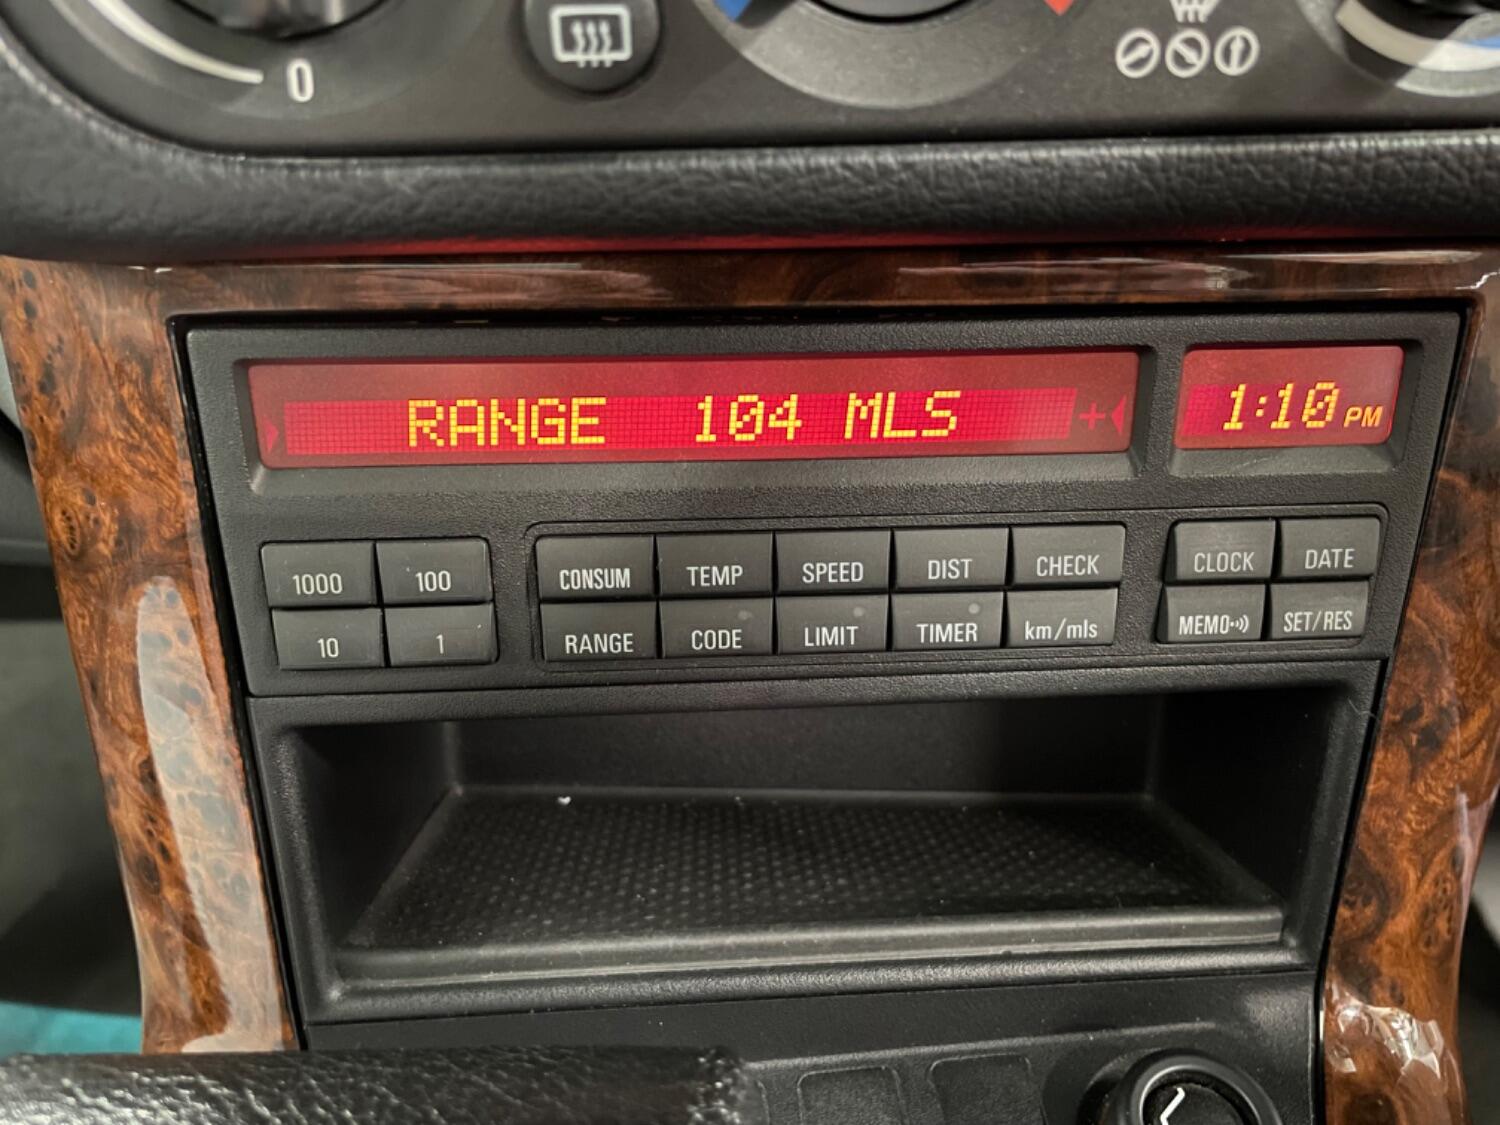 0
RANGE 104 MLS + 1:10 PM
1000 100 CONSUM TEMP SPEED DIST CHECK CLOCK DATE
10 1 RANGE CODE LIMIT TIMER km/mls MEMO SET/RES